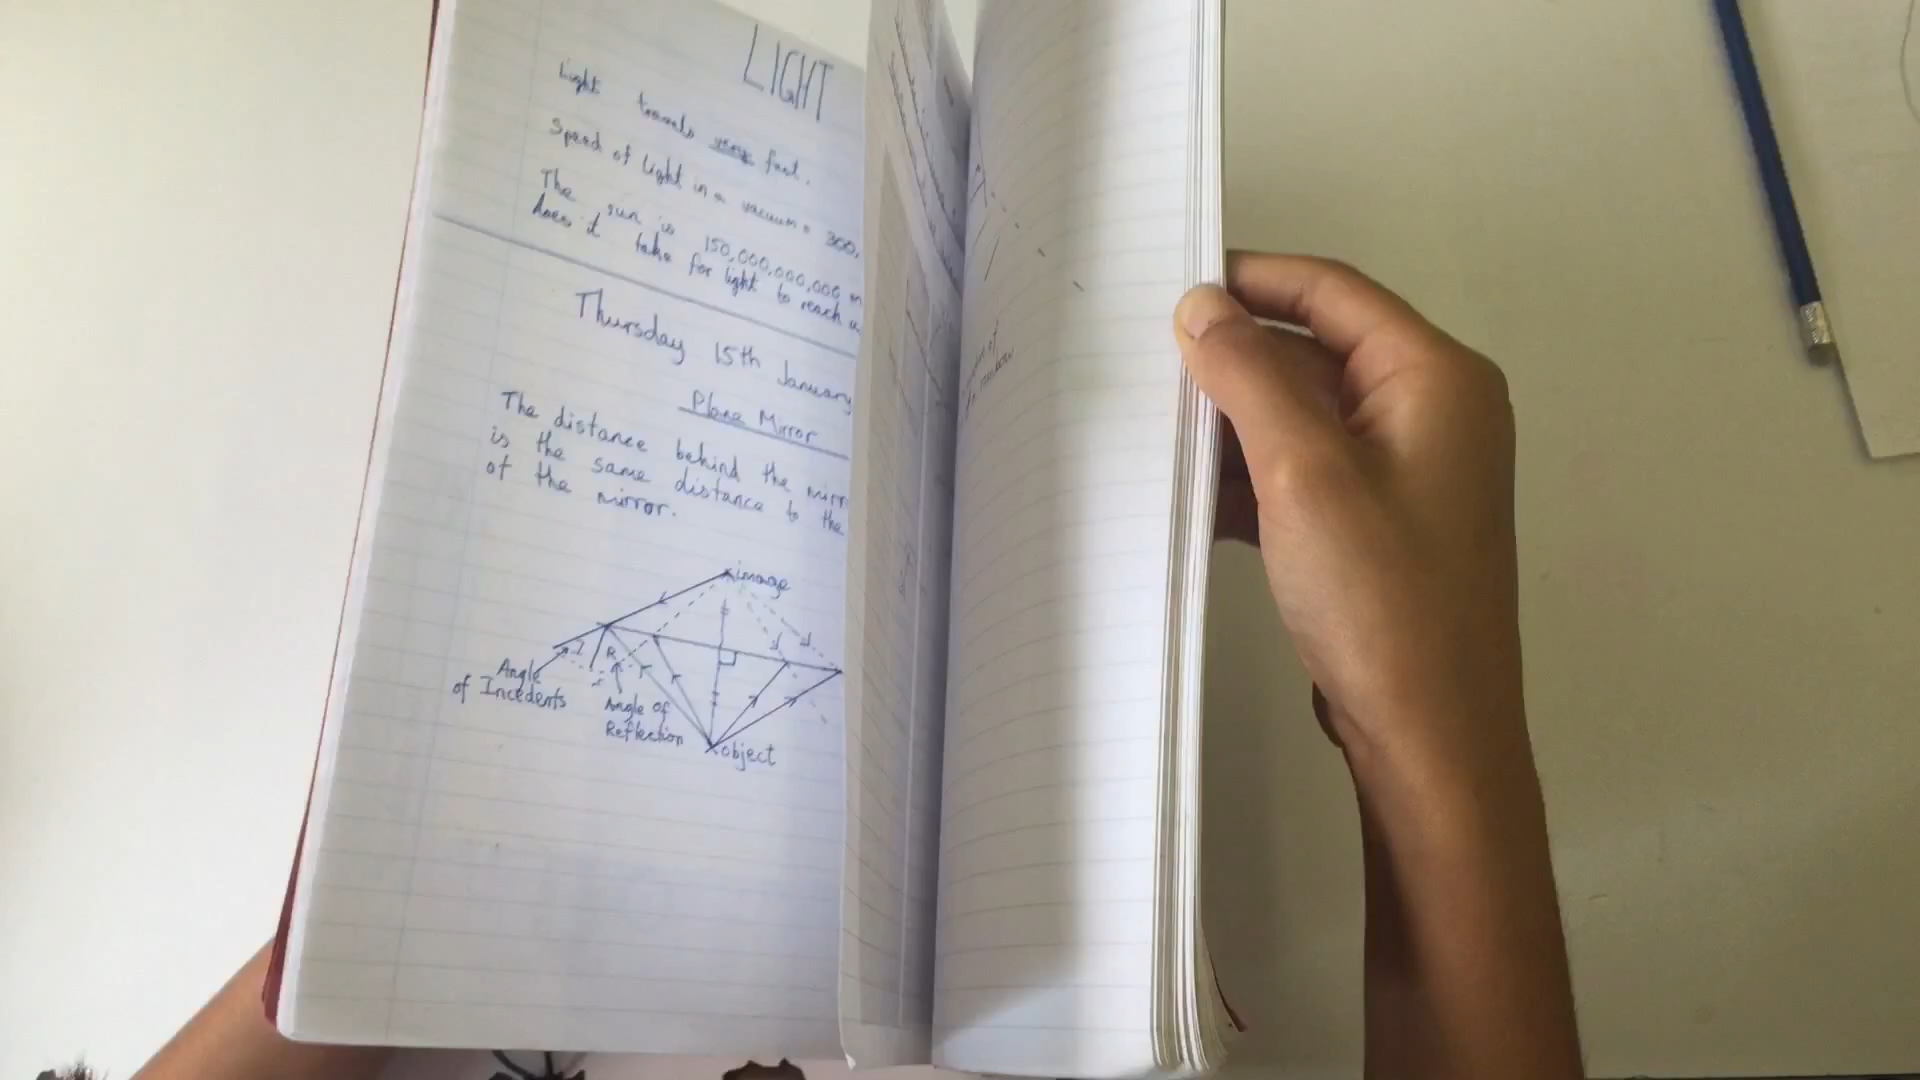 LIGHT
Light travels very fast.
Speed of light in a vacuum = 300,
The sun is 150,000,000,000 m
does it take for light to reach u
Thursday 15th January
Plane Mirror
The distance behind the mirr
is the same distance to the
of the mirror.
image
I
R
Angle
of Incedents
Angle of
Reflection
object